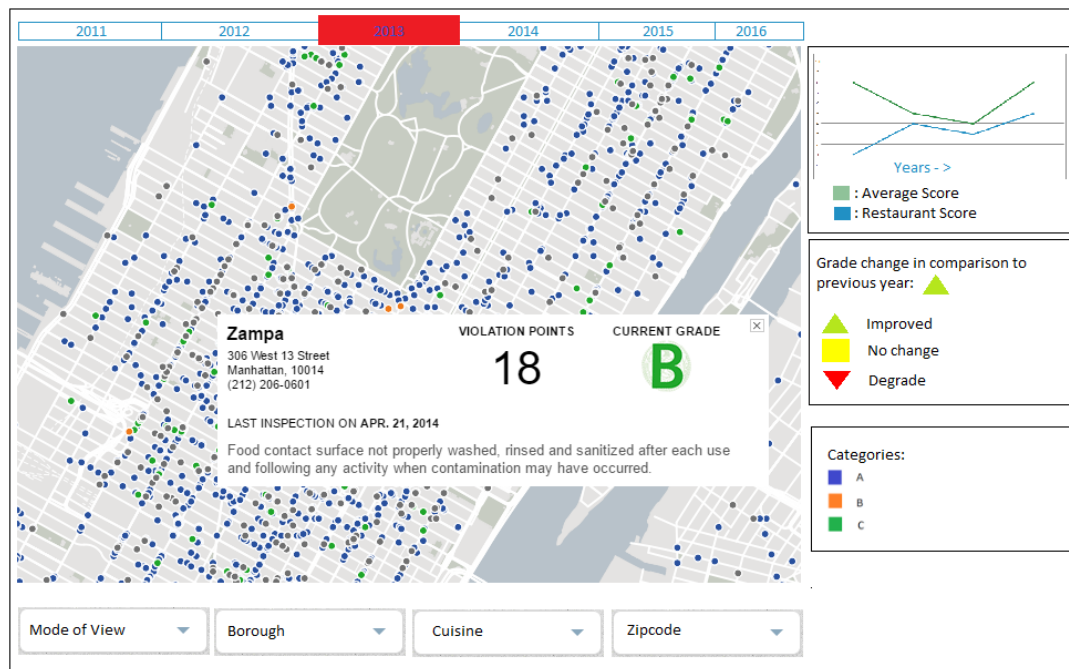 2011 2012 2013 2014 2015 2016
Years - >
: Average Score
: Restaurant Score
Grade change in comparison to
previous year:
Improved
No change
Degrade
Zampa
306 West 13 Street
Manhattan, 10014
(212) 206-0601
VIOLATION POINTS
18
CURRENT GRADE
B
LAST INSPECTION ON APR. 21, 2014
Food contact surface not properly washed, rinsed and sanitized after each use
and following any activity when contamination may have occurred.
Categories:
A
B
C
Mode of View
Borough
Cuisine
Zipcode